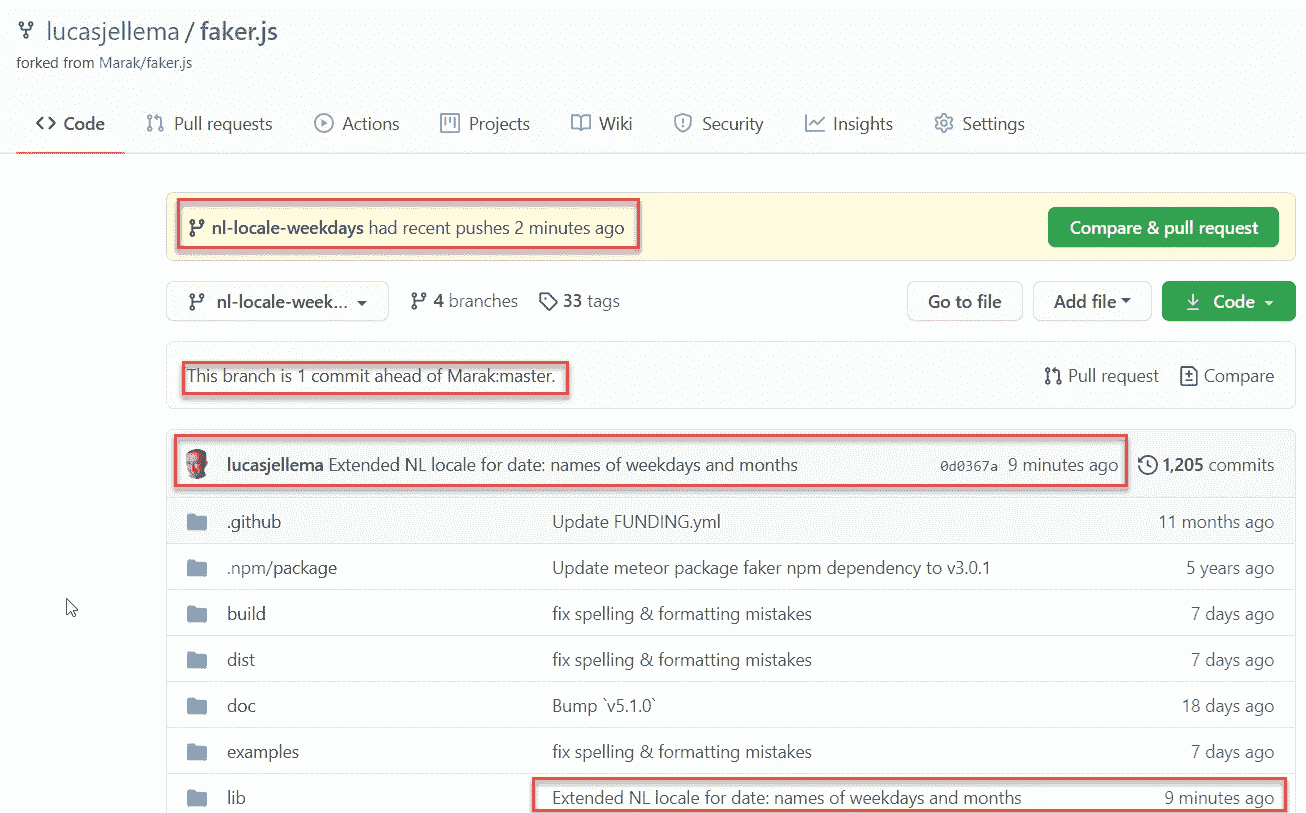 lucasjellema / faker.js
forked from Marak/faker.js
Code Pull requests Actions Projects Wiki Security Insights Settings
nl-locale-weekdays had recent pushes 2 minutes ago Compare & pull request
nl-locale-week... 4 branches 33 tags Go to file Add file Code
This branch is 1 commit ahead of Marak:master. Pull request Compare
lucasjellema Extended NL locale for date: names of weekdays and months 0d0367a 9 minutes ago 1,205 commits
.github Update FUNDING.yml 11 months ago
.npm/package Update meteor package faker npm dependency to v3.0.1 5 years ago
build fix spelling & formatting mistakes 7 days ago
dist fix spelling & formatting mistakes 7 days ago
doc Bump `v5.1.0` 18 days ago
examples fix spelling & formatting mistakes 7 days ago
lib Extended NL locale for date: names of weekdays and months 9 minutes ago